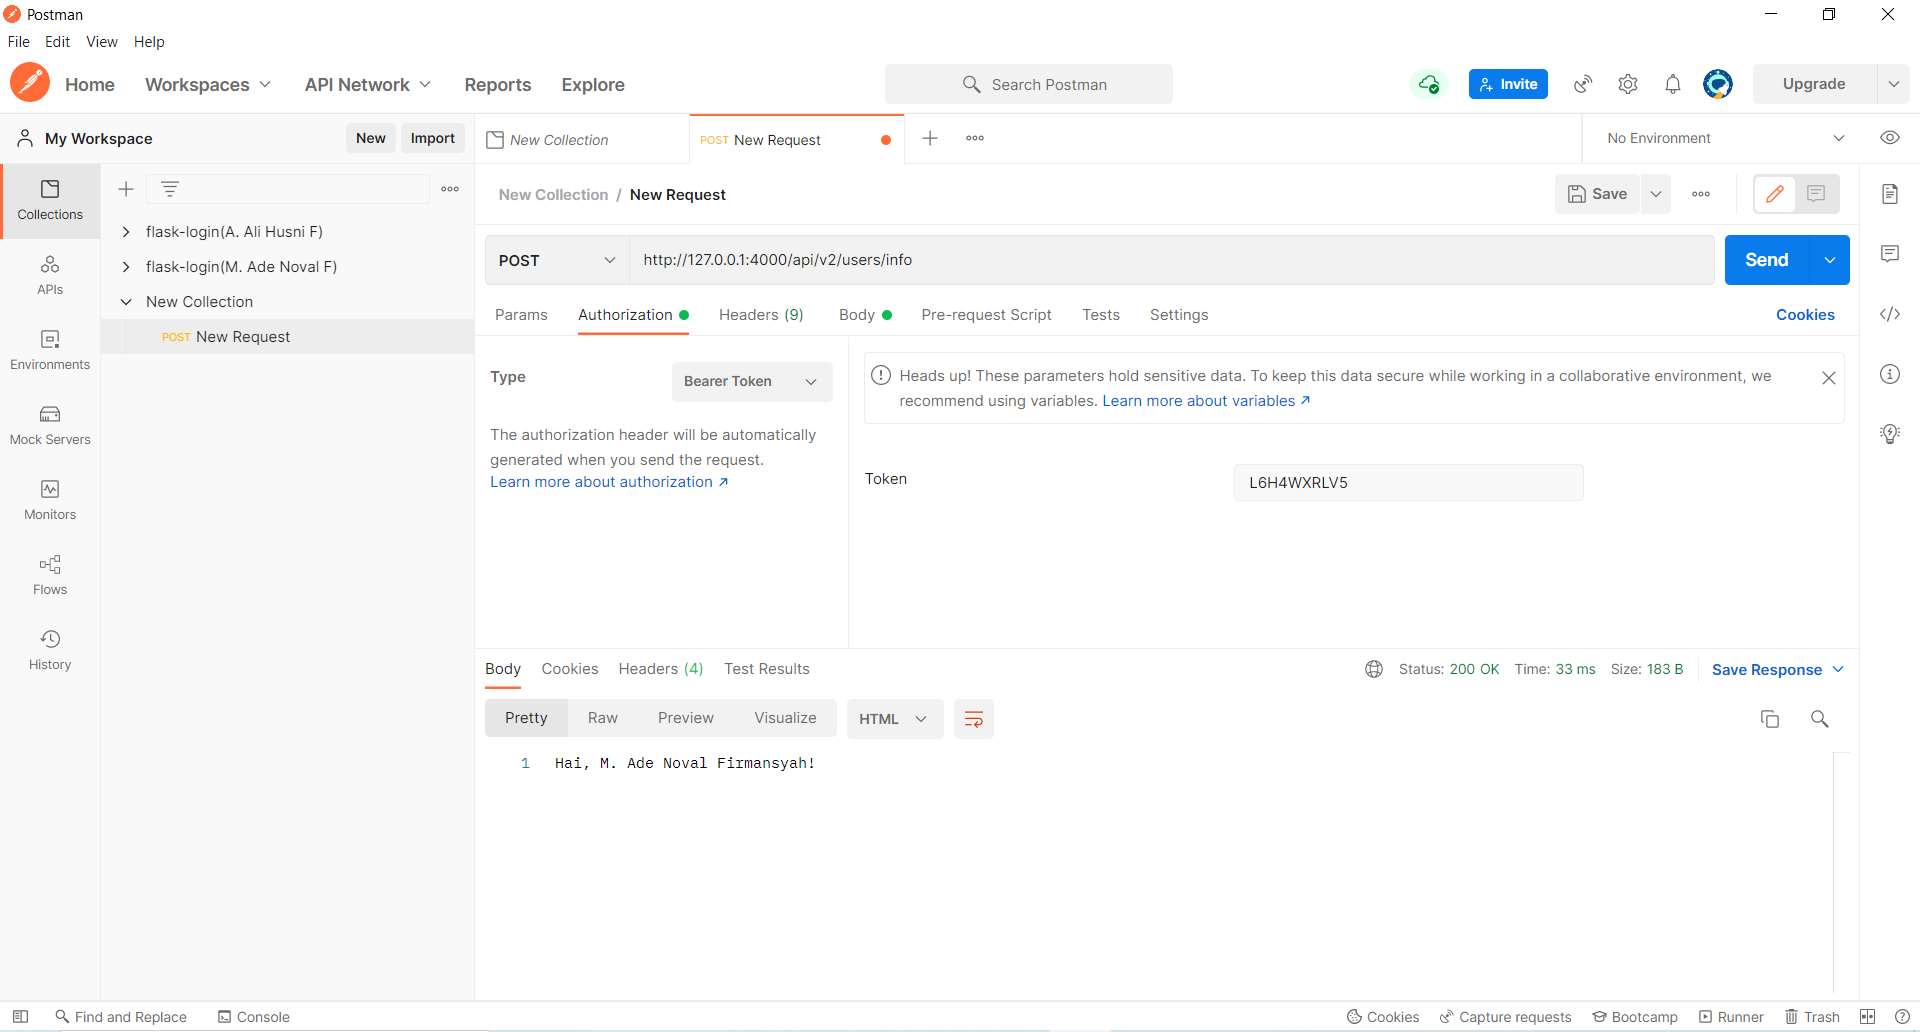 Postman
File Edit View Help
Home Workspaces API Network Reports Explore Search Postman Invite Upgrade
My Workspace New Import New Collection POST New Request No Environment
New Collection / New Request Save
Collections
APIs
Environments
Mock Servers
Monitors
Flows
History
flask-login(A. Ali Husni F)
flask-login(M. Ade Noval F)
New Collection
POST New Request
POST http://127.0.0.1:4000/api/v2/users/info Send
Params Authorization Headers (9) Body Pre-request Script Tests Settings Cookies
Type Bearer Token
The authorization header will be automatically
generated when you send the request.
Learn more about authorization ↗
Heads up! These parameters hold sensitive data. To keep this data secure while working in a collaborative environment, we
recommend using variables. Learn more about variables ↗
Token L6H4WXRLV5
Body Cookies Headers (4) Test Results Status: 200 OK Time: 33 ms Size: 183 B Save Response
Pretty Raw Preview Visualize HTML
1 Hai, M. Ade Noval Firmansyah!
Find and Replace Console Cookies Capture requests Bootcamp Runner Trash